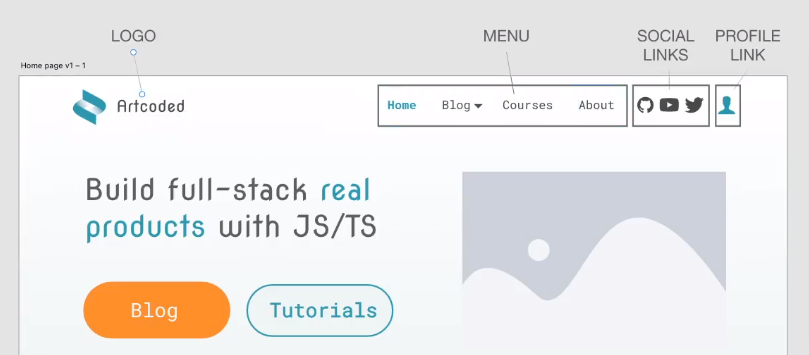 LOGO
MENU
SOCIAL
LINKS
PROFILE
LINK
Home page v1 – 1
Artcoded
Home
Blog
Courses
About
Build full-stack real
products with JS/TS
Blog
Tutorials